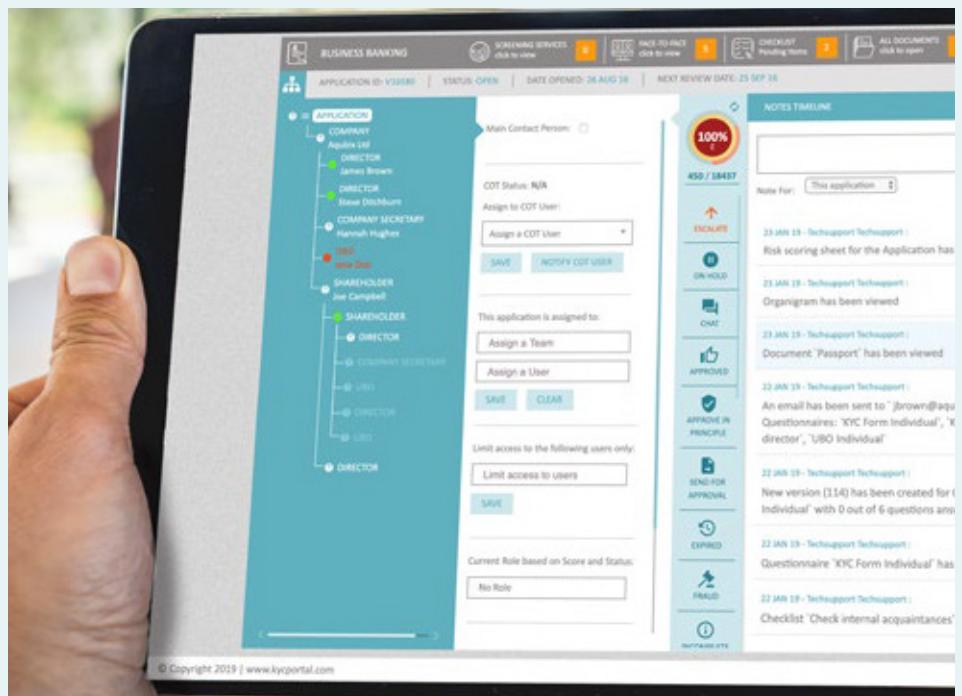 BUSINESS BANKING
SCREENING SERVICES
click to view
0
FACE-TO-FACE
click to view
5
CHECKLIST
Pending Items
3
ALL DOCUMENTS
click to open
APPLICATION ID: V10580
STATUS: OPEN
DATE OPENED: 26 AUG 16
NEXT REVIEW DATE: 25 SEP 16
APPLICATION
COMPANY
Aqubix Ltd
DIRECTOR
James Brown
DIRECTOR
Steve Ditchburn
COMPANY SECRETARY
Hannah Hughes
UBO
SHAREHOLDER
Joe Campbell
SHAREHOLDER
DIRECTOR
COMPANY SECRETARY
UBO
DIRECTOR
UBO
DIRECTOR
Main Contact Person:
COT Status: N/A
Assign to COT User:
Assign a COT User
SAVE
NOTIFY COT USER
This application is assigned to:
Assign a Team
Assign a User
SAVE
CLEAR
Limit access to the following users only:
Limit access to users
SAVE
Current Role based on Score and Status:
No Role
100%
450 / 18437
ESCALATE
ON HOLD
CHAT
APPROVED
APPROVE IN
PRINCIPLE
SEND FOR
APPROVAL
EXPIRED
FRAUD
INCOMPLETE
NOTES TIMELINE
Note For:
This application
23 JAN 19 - Techsupport Techsupport :
Risk scoring sheet for the Application has
23 JAN 19 - Techsupport Techsupport :
Organigram has been viewed
23 JAN 19 - Techsupport Techsupport :
Document `Passport` has been viewed
22 JAN 19 - Techsupport Techsupport :
An email has been sent to ` jbrown@aqu
Questionnaires: `KYC Form Individual`, `K
director`, `UBO Individual`
22 JAN 19 - Techsupport Techsupport :
New version (114) has been created for
Individual` with 0 out of 6 questions ans
22 JAN 19 - Techsupport Techsupport :
Questionnaire `KYC Form Individual` has
22 JAN 19 - Techsupport Techsupport :
Checklist `Check internal acquaintances`
© Copyright 2019 | www.kycportal.com